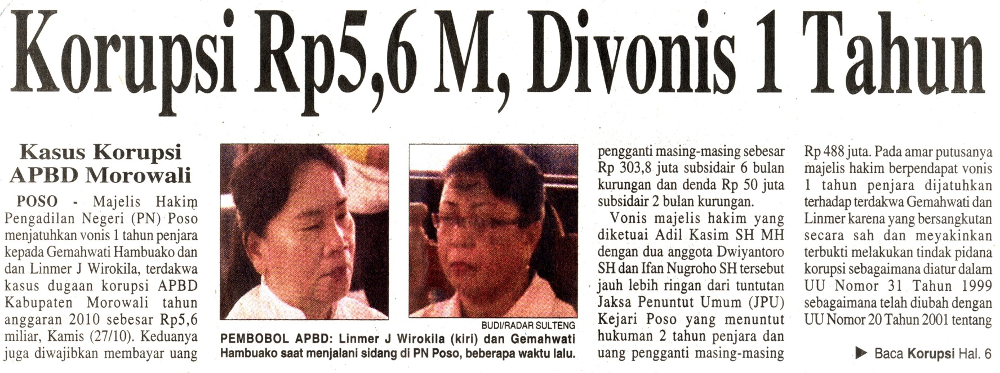 Korupsi Rp5,6 M, Divonis 1 Tahun
Kasus Korupsi
APBD Morowali
POSO - Majelis Hakim
Pengadilan Negeri (PN) Poso
menjatuhkan vonis 1 tahun penjara
kepada Gemahwati Hambuako dan
dan Linmer J Wirokila, terdakwa
kasus dugaan korupsi APBD
Kabupaten Morowali tahun
anggaran 2010 sebesar Rp5,6
miliar, Kamis (27/10). Keduanya
juga diwajibkan membayar uang
BUDI/RADAR SULTENG
PEMBOBOL APBD: Linmer J Wirokila (kiri) dan Gemahwati
Hambuako saat menjalani sidang di PN Poso, beberapa waktu lalu.
pengganti masing-masing sebesar
Rp 303,8 juta subsidair 6 bulan
kurungan dan denda Rp 50 juta
subsidair 2 bulan kurungan.
Vonis majelis hakim yang
diketuai Adil Kasim SH MH
dengan dua anggota Dwiyantoro
SH dan Ifan Nugroho SH tersebut
jauh lebih ringan dari tuntutan
Jaksa Penuntut Umum (JPU)
Kejari Poso yang menuntut
hukuman 2 tahun penjara dan
uang pengganti masing-masing
Rp 488 juta. Pada amar putusanya
majelis hakim berpendapat vonis
1 tahun penjara dijatuhkan
terhadap terdakwa Gemahwati dan
Linmer karena yang bersangkutan
secara sah dan meyakinkan
terbukti melakukan tindak pidana
korupsi sebagaimana diatur dalam
UU Nomor 31 Tahun 1999
sebagaimana telah diubah dengan
UU Nomor 20 Tahun 2001 tentang
▶ Baca Korupsi Hal. 6